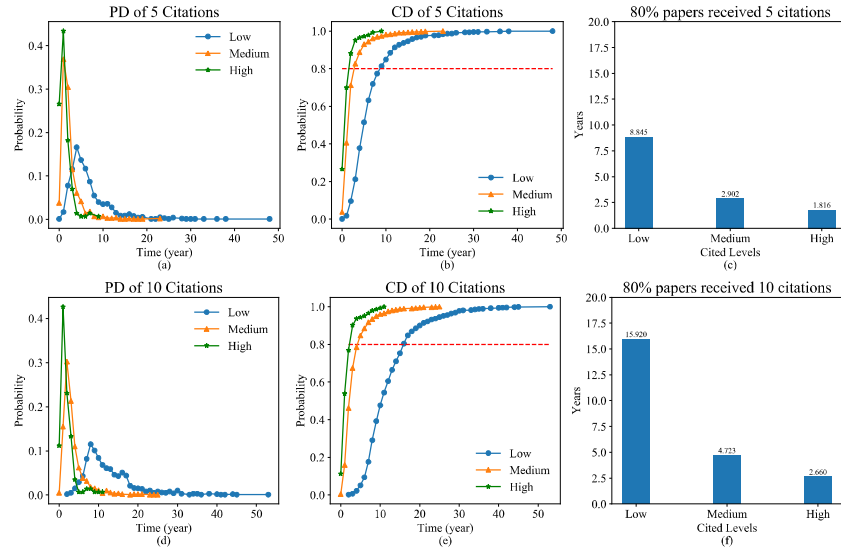 PD of 5 Citations
0.4
0.3
0.2
0.1
0.0
Probability
Low
Medium
High
0 10 20 30 40 50
Time (year)
(a)
CD of 5 Citations
1.0
0.8
0.6
0.4
0.2
0.0
Probability
Low
Medium
High
0 10 20 30 40 50
Time (year)
(b)
80% papers received 5 citations
20.0
17.5
15.0
12.5
10.0
7.5
5.0
2.5
0.0
Years
8.845
2.902
1.816
Low Medium High
Cited Levels
(c)
PD of 10 Citations
0.4
0.3
0.2
0.1
0.0
Probability
Low
Medium
High
0 10 20 30 40 50
Time (year)
(d)
CD of 10 Citations
1.0
0.8
0.6
0.4
0.2
0.0
Probability
Low
Medium
High
0 10 20 30 40 50
Time (year)
(e)
80% papers received 10 citations
20.0
17.5
15.0
12.5
10.0
7.5
5.0
2.5
0.0
Years
15.920
4.723
2.660
Low Medium High
Cited Levels
(f)